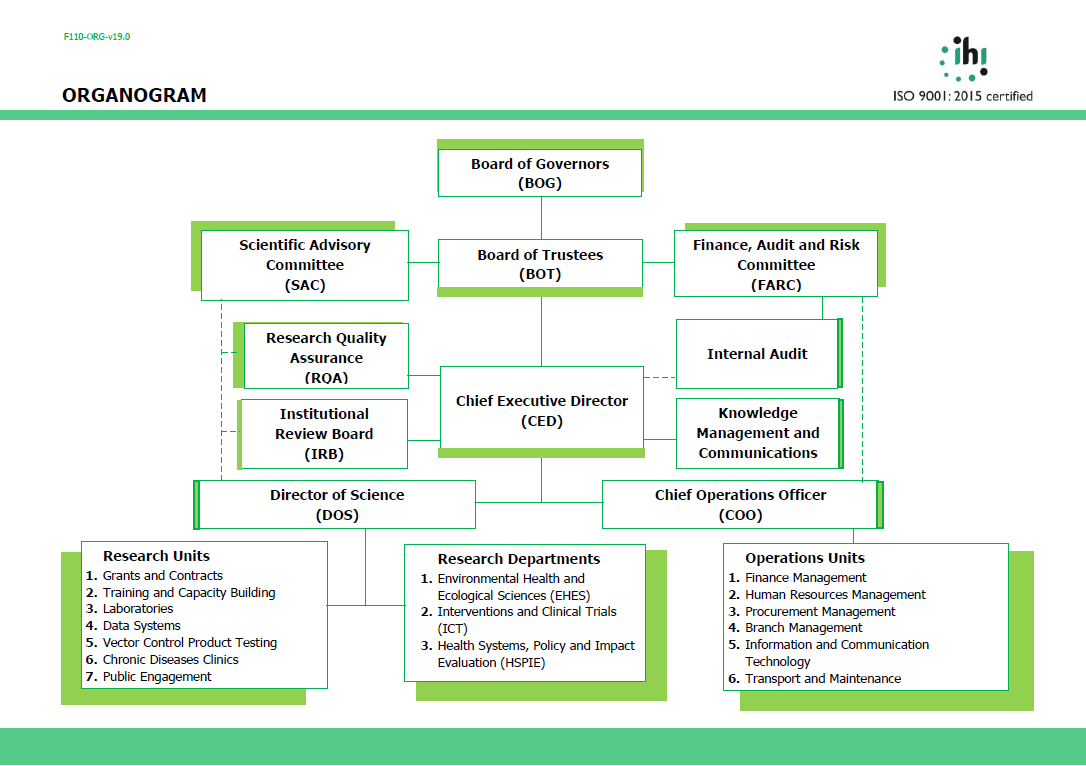 F110-ORG-v19.0
ihi
ISO 9001:2015 certified
ORGANOGRAM
Board of Governors
(BOG)
Scientific Advisory
Committee
(SAC)
Board of Trustees
(BOT)
Finance, Audit and Risk
Committee
(FARC)
Research Quality
Assurance
(RQA)
Internal Audit
Chief Executive Director
(CED)
Institutional
Review Board
(IRB)
Knowledge
Management and
Communications
Director of Science
(DOS)
Chief Operations Officer
(COO)
Research Units
1. Grants and Contracts
2. Training and Capacity Building
3. Laboratories
4. Data Systems
5. Vector Control Product Testing
6. Chronic Diseases Clinics
7. Public Engagement
Research Departments
1. Environmental Health and
Ecological Sciences (EHES)
2. Interventions and Clinical Trials
(ICT)
3. Health Systems, Policy and Impact
Evaluation (HSPIE)
Operations Units
1. Finance Management
2. Human Resources Management
3. Procurement Management
4. Branch Management
5. Information and Communication
Technology
6. Transport and Maintenance